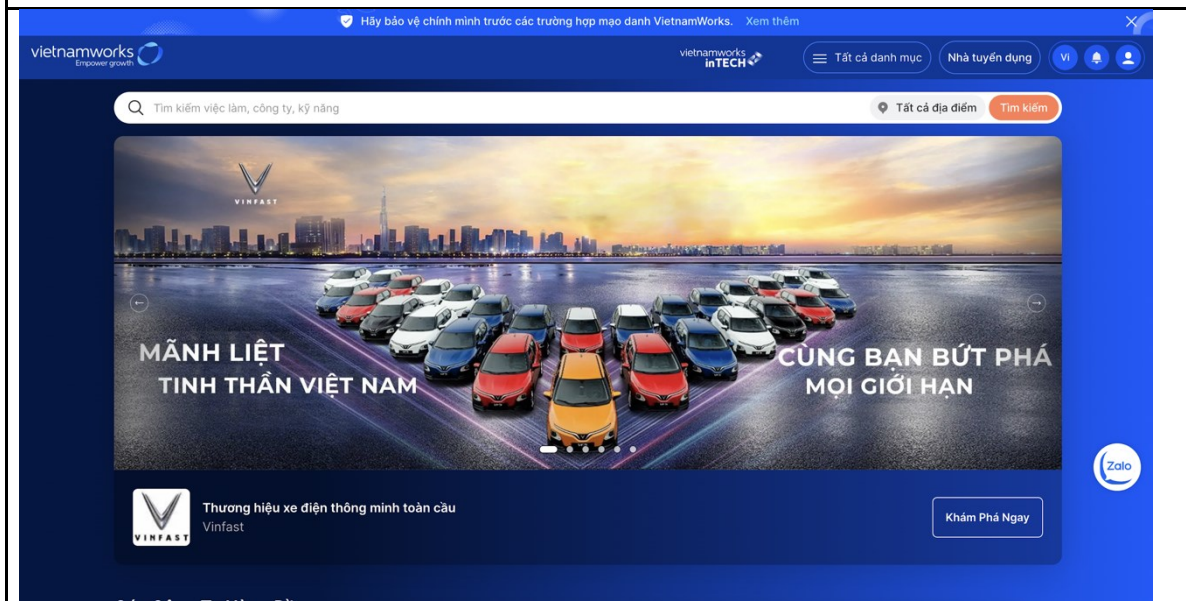 Hãy bảo vệ chính mình trước các trường hợp mạo danh VietnamWorks. Xem thêm
vietnamworks
Empower growth
vietnamworks
inTECH
Tất cả danh mục
Nhà tuyển dụng
VI
Tìm kiếm việc làm, công ty, kỹ năng
Tất cả địa điểm
Tìm kiếm
VINFAST
MÃNH LIỆT
TINH THẦN VIỆT NAM
CÙNG BẠN BỨT PHÁ
MỌI GIỚI HẠN
Zalo
VINFAST
Thương hiệu xe điện thông minh toàn cầu
Vinfast
Khám Phá Ngay